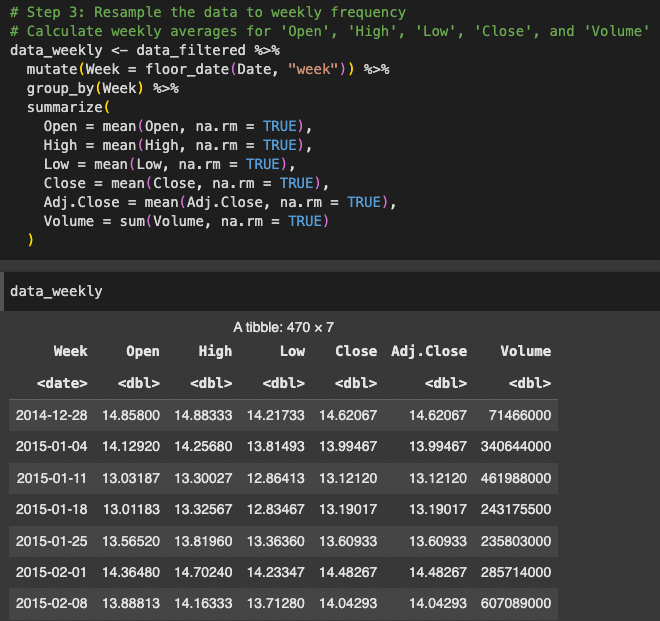 # Step 3: Resample the data to weekly frequency
# Calculate weekly averages for 'Open', 'High', 'Low', 'Close', and 'Volume'
data_weekly <- data_filtered %>%
  mutate(Week = floor_date(Date, "week")) %>%
  group_by(Week) %>%
  summarize(
    Open = mean(Open, na.rm = TRUE),
    High = mean(High, na.rm = TRUE),
    Low = mean(Low, na.rm = TRUE),
    Close = mean(Close, na.rm = TRUE),
    Adj.Close = mean(Adj.Close, na.rm = TRUE),
    Volume = sum(Volume, na.rm = TRUE)
  )
data_weekly
A tibble: 470 × 7
Week Open High Low Close Adj.Close Volume
<date> <dbl> <dbl> <dbl> <dbl> <dbl> <dbl>
2014-12-28 14.85800 14.88333 14.21733 14.62067 14.62067 71466000
2015-01-04 14.12920 14.25680 13.81493 13.99467 13.99467 340644000
2015-01-11 13.03187 13.30027 12.86413 13.12120 13.12120 461988000
2015-01-18 13.01183 13.32567 12.83467 13.19017 13.19017 243175500
2015-01-25 13.56520 13.81960 13.36360 13.60933 13.60933 235803000
2015-02-01 14.36480 14.70240 14.23347 14.48267 14.48267 285714000
2015-02-08 13.88813 14.16333 13.71280 14.04293 14.04293 607089000